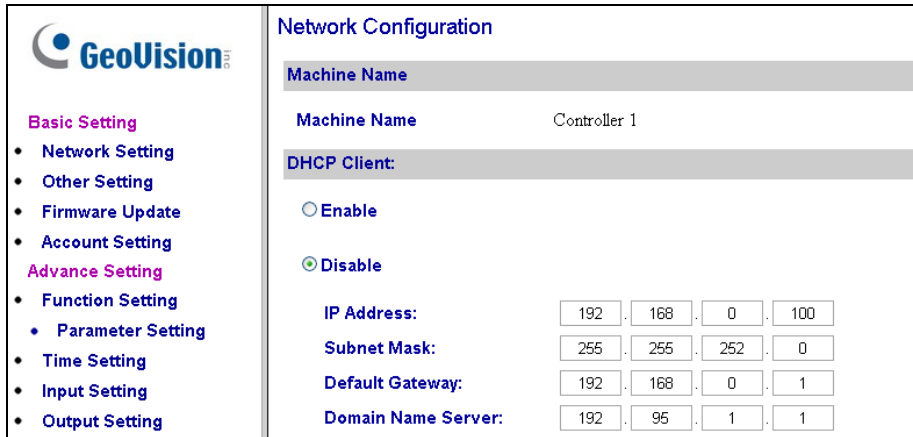 GeoVision inc
Basic Setting
Network Setting
Other Setting
Firmware Update
Account Setting
Advance Setting
Function Setting
Parameter Setting
Time Setting
Input Setting
Output Setting
Network Configuration
Machine Name
Machine Name Controller 1
DHCP Client:
Enable
Disable
IP Address: 192 . 168 . 0 . 100
Subnet Mask: 255 . 255 . 252 . 0
Default Gateway: 192 . 168 . 0 . 1
Domain Name Server: 192 . 95 . 1 . 1